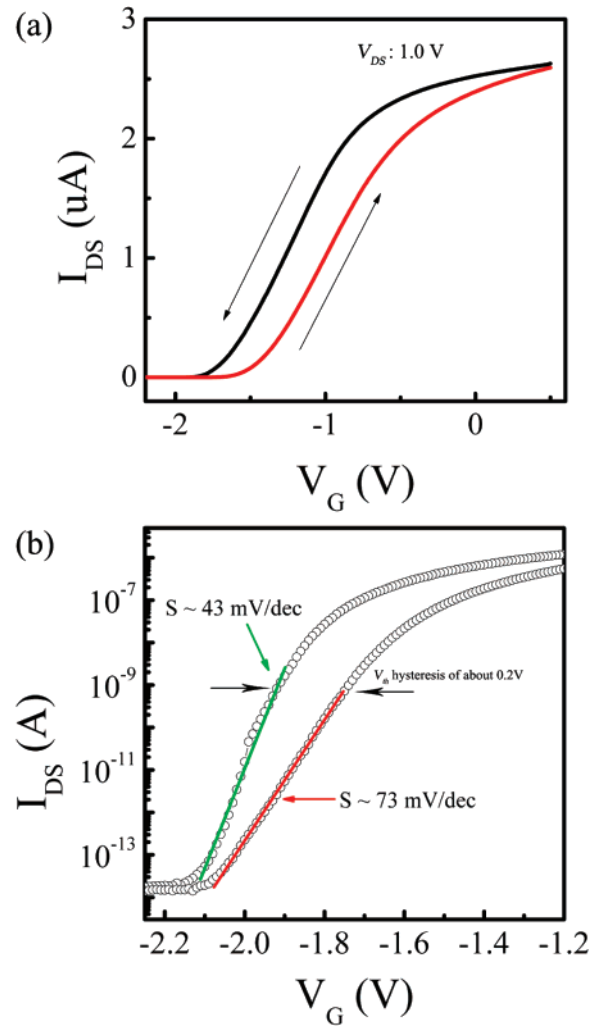 (a)
3
2
1
0
I_DS (uA)
V_DS: 1.0 V
-2 -1 0
V_G (V)
(b)
10^-7
10^-9
10^-11
10^-13
I_DS (A)
S ~ 43 mV/dec
V_th hysteresis of about 0.2V
S ~ 73 mV/dec
-2.2 -2.0 -1.8 -1.6 -1.4 -1.2
V_G (V)